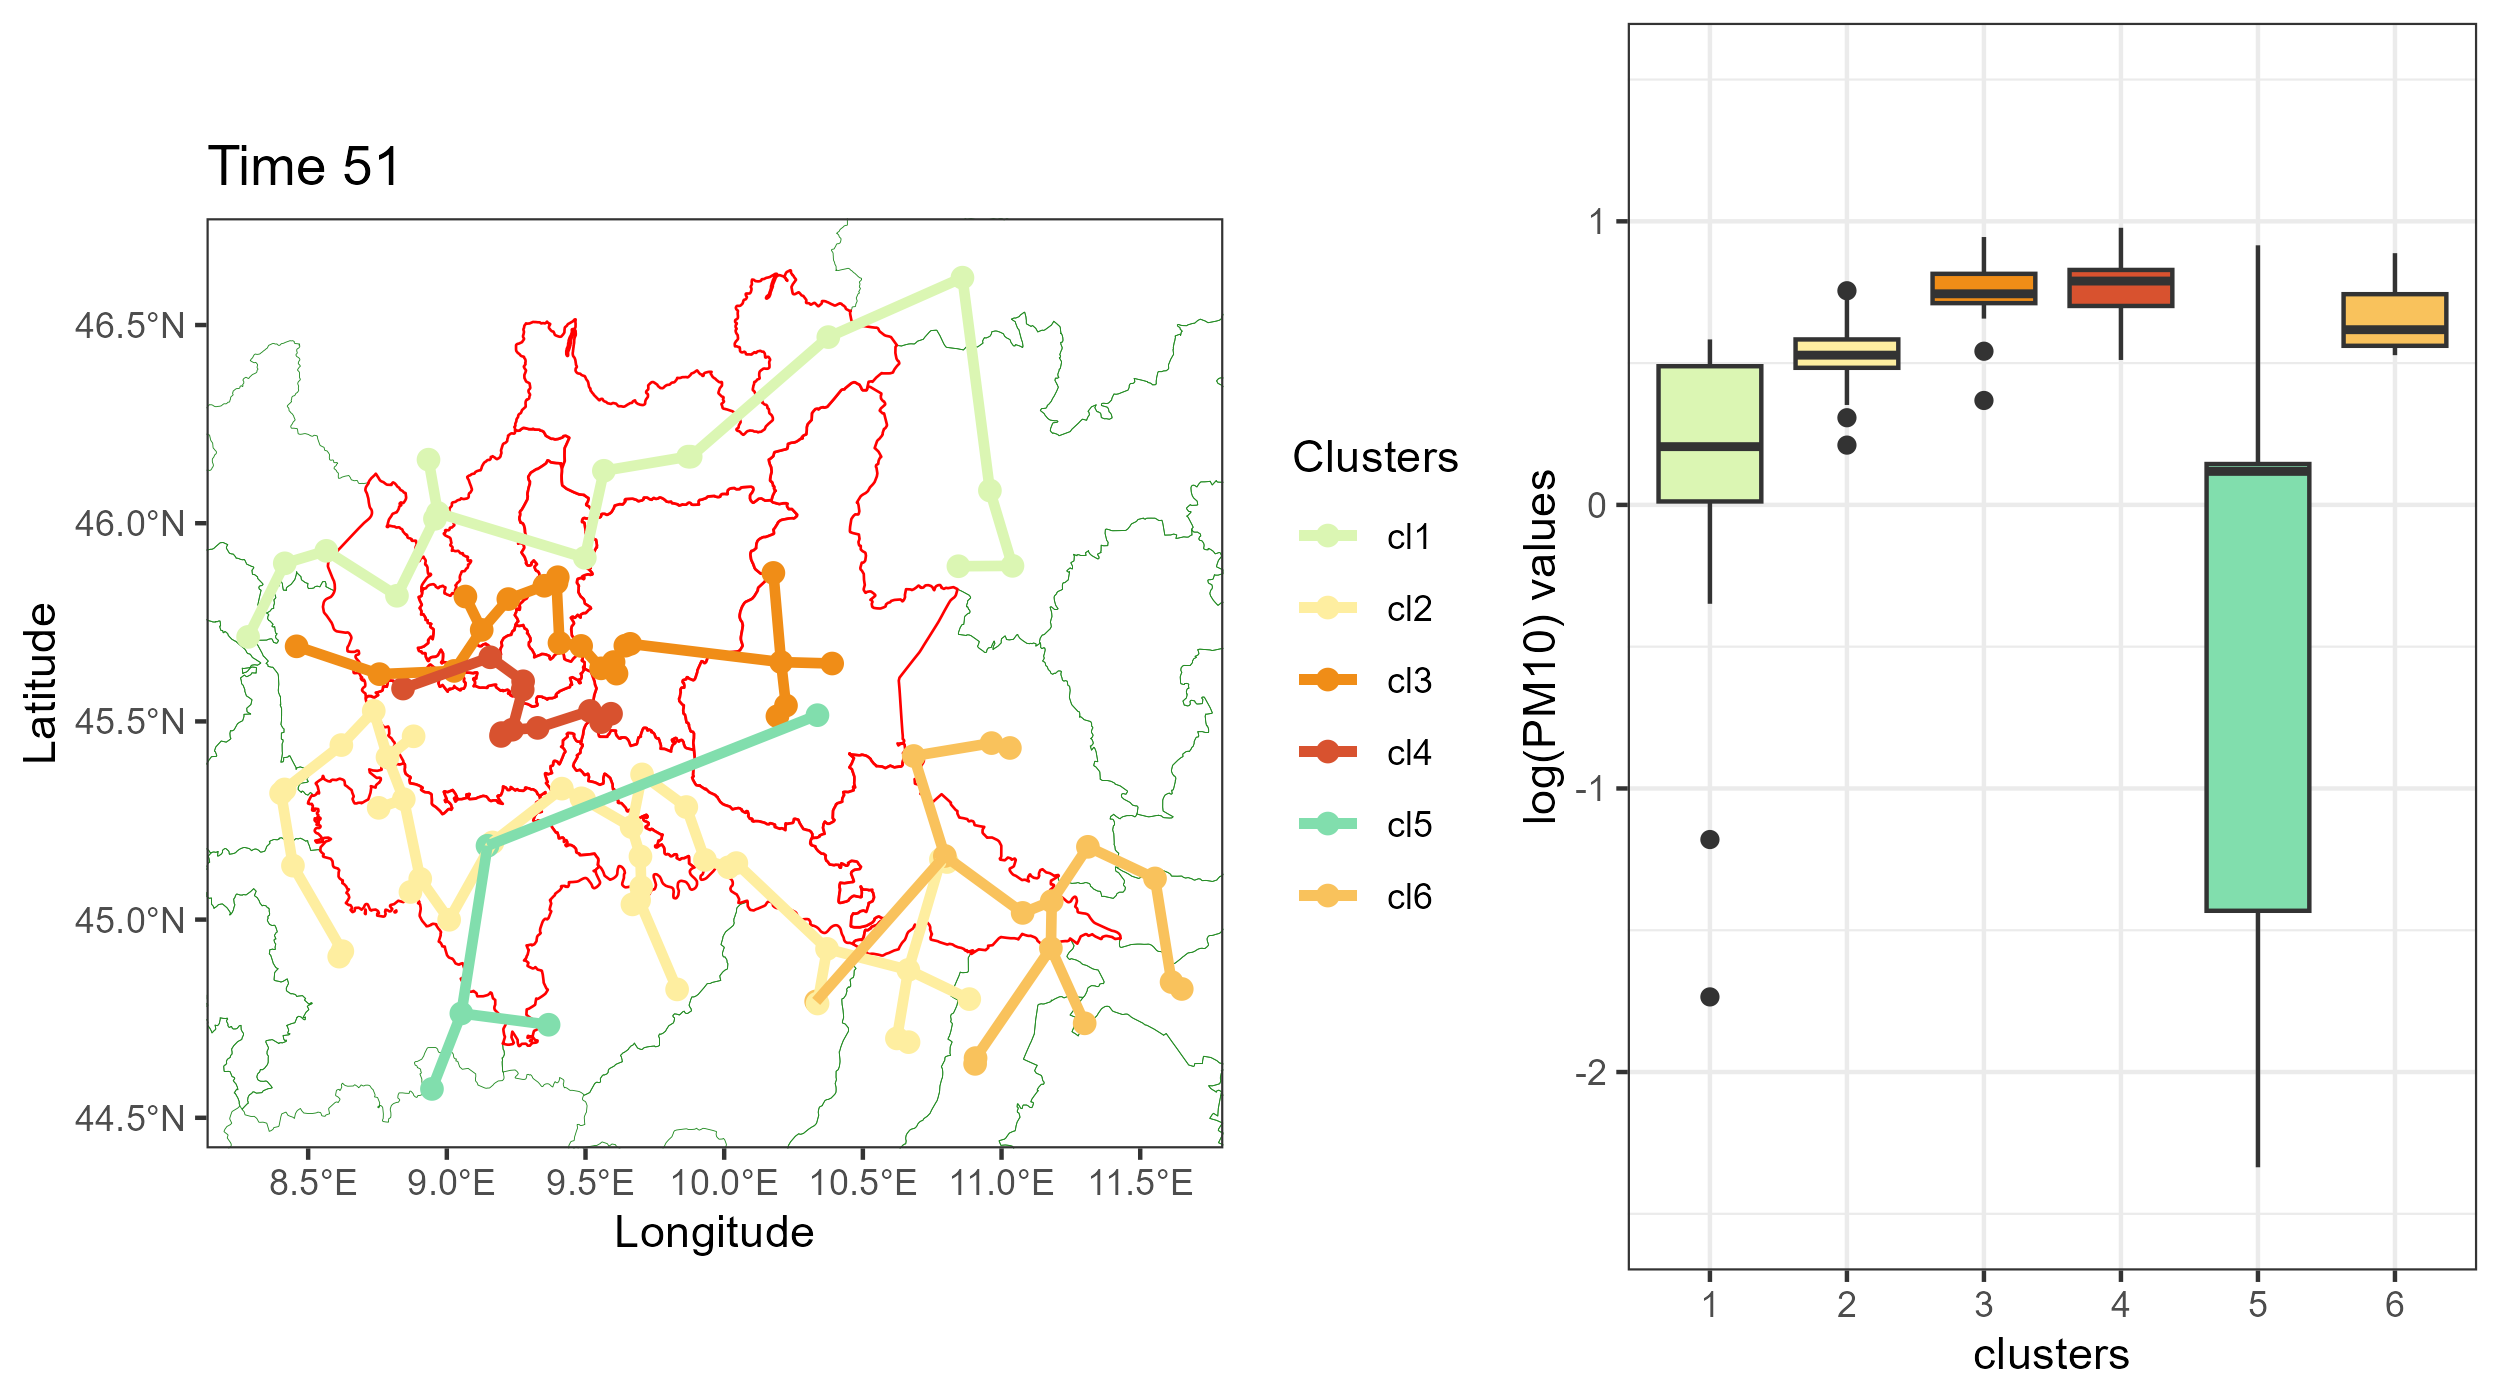 Time 51
46.5°N
46.0°N
45.5°N
45.0°N
44.5°N
Latitude
8.5°E 9.0°E 9.5°E 10.0°E 10.5°E 11.0°E 11.5°E
Longitude
Clusters
cl1
cl2
cl3
cl4
cl5
cl6
log(PM10) values
1
0
-1
-2
1 2 3 4 5 6
clusters